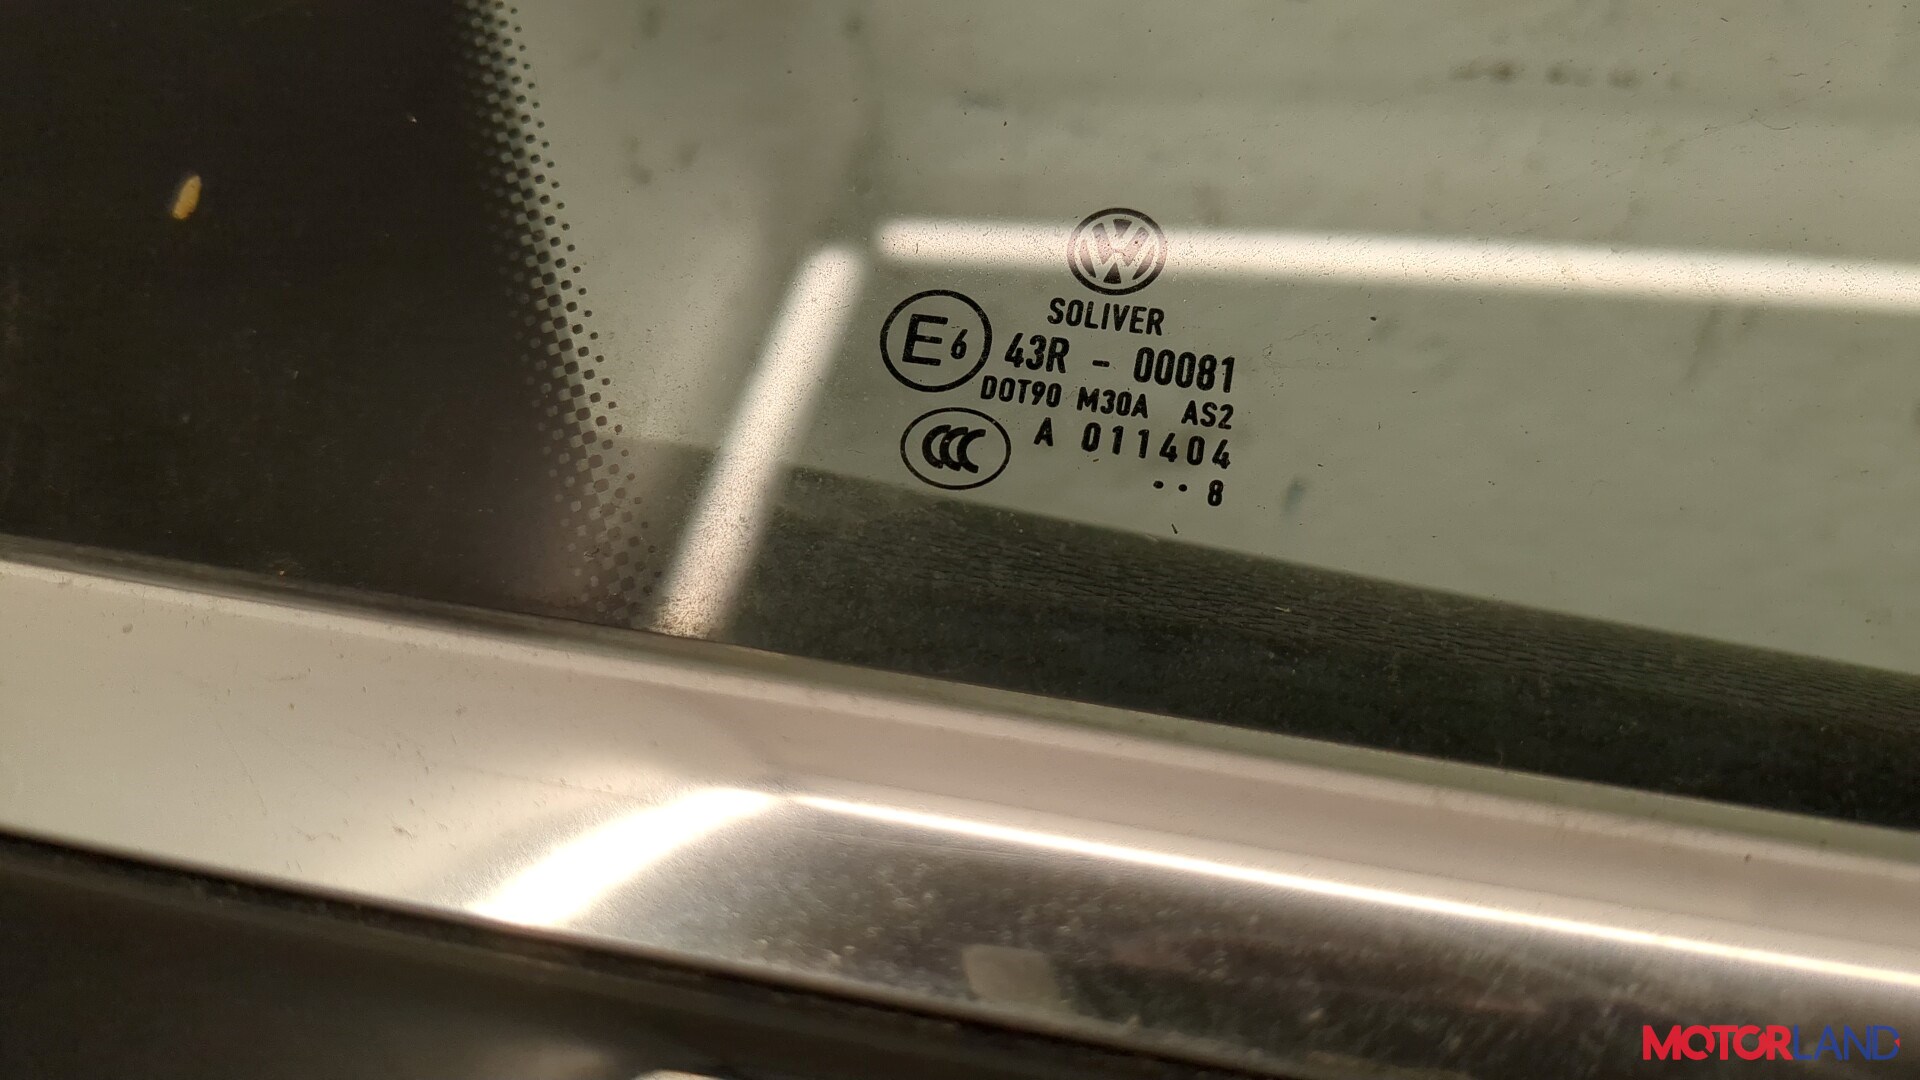 SOLIVER
E6 43R - 00081
DOT90 M30A AS2
CCC A 011404
·· 8
MOTORLAND